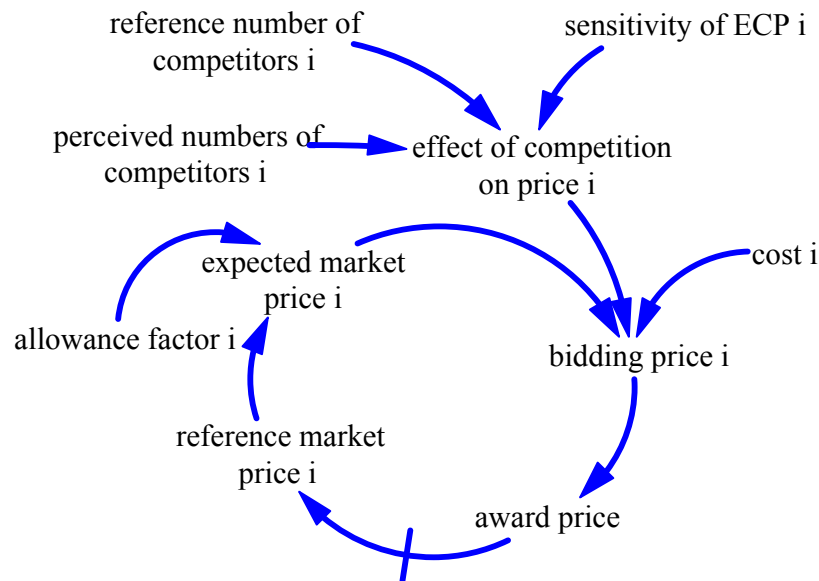 reference number of
competitors i
sensitivity of ECP i
perceived numbers of
competitors i
effect of competition
on price i
expected market
price i
cost i
allowance factor i
bidding price i
reference market
price i
award price